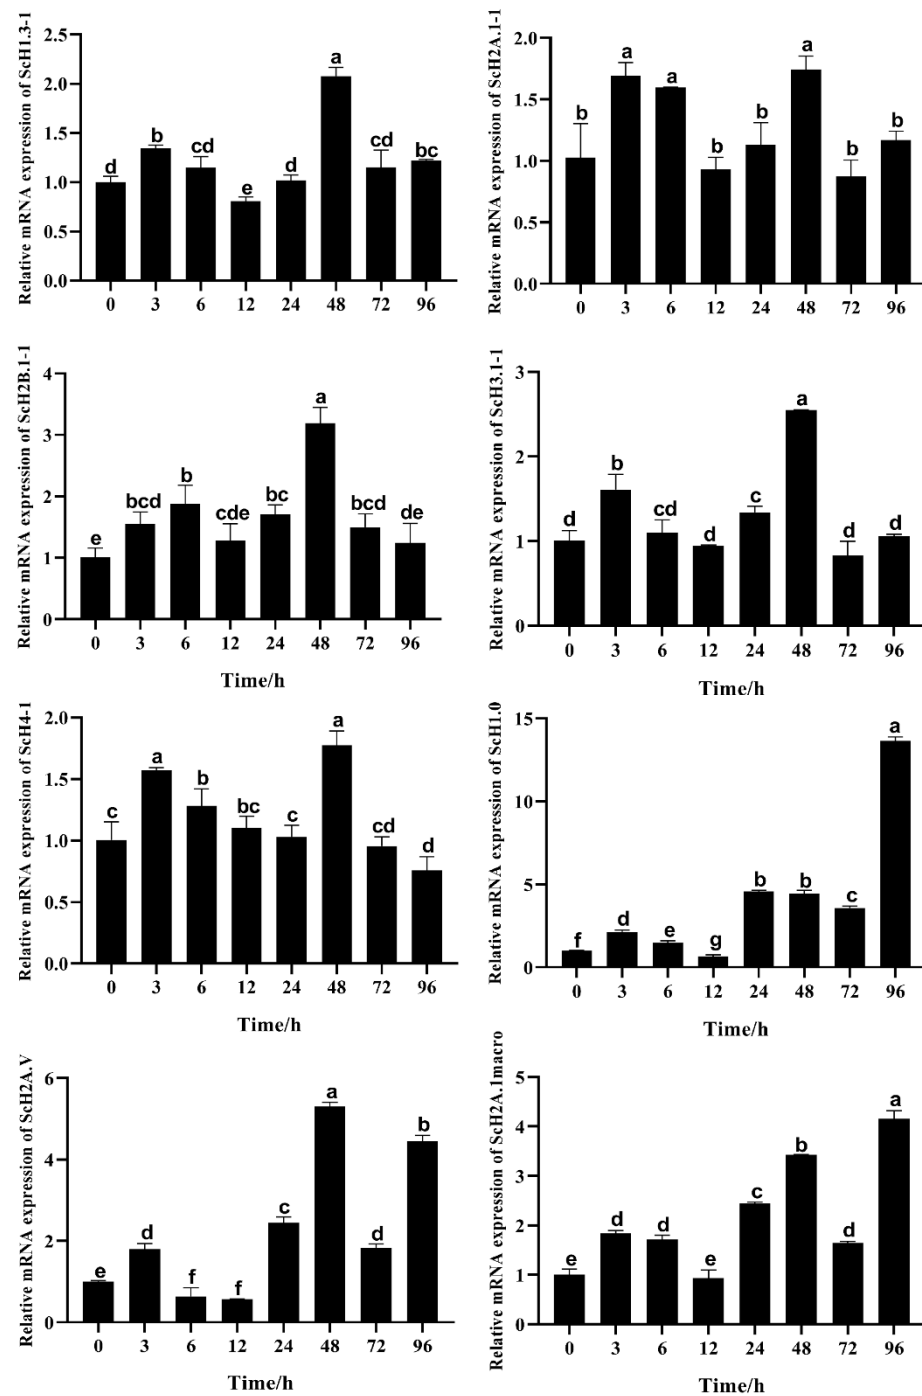 Relative mRNA expression of ScH1.3-1
2.5
2.0
1.5
1.0
0.5
0.0
d b cd e d a cd bc
0 3 6 12 24 48 72 96
Relative mRNA expression of ScH2A.1-1
2.0
1.5
1.0
0.5
0.0
b a a b b a b b
0 3 6 12 24 48 72 96
Relative mRNA expression of ScH2B.1-1
4
3
2
1
0
e bcd b cde bc a bcd de
0 3 6 12 24 48 72 96
Time/h
Relative mRNA expression of ScH3.1-1
3
2
1
0
d b cd d c a d d
0 3 6 12 24 48 72 96
Time/h
Relative mRNA expression of ScH4-1
2.0
1.5
1.0
0.5
0.0
c a b bc c a cd d
0 3 6 12 24 48 72 96
Time/h
Relative mRNA expression of ScH1.0
15
10
5
0
f d e g b b c a
0 3 6 12 24 48 72 96
Time/h
Relative mRNA expression of ScH2A.V
6
4
2
0
e d f f c a d b
0 3 6 12 24 48 72 96
Time/h
Relative mRNA expression of ScH2A.1macro
5
4
3
2
1
0
e d d e c b d a
0 3 6 12 24 48 72 96
Time/h